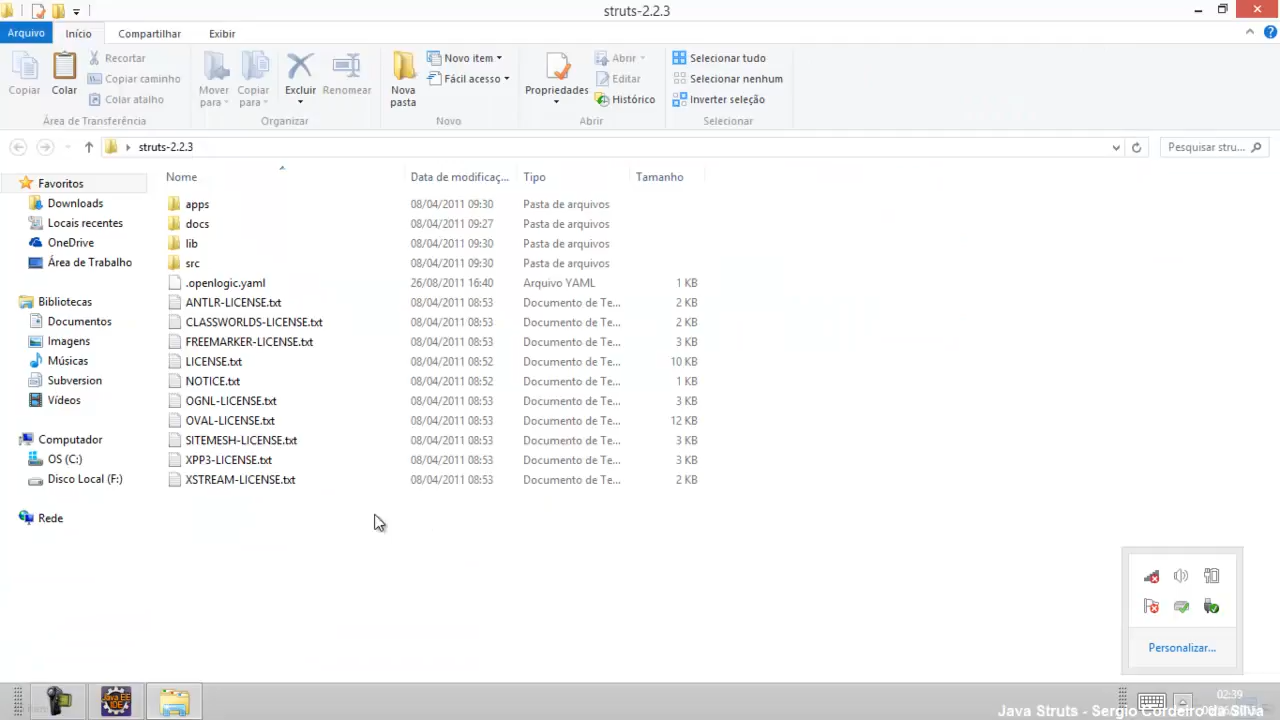 struts-2.2.3
Arquivo Início Compartilhar Exibir
Copiar
Colar
Recortar
Copiar caminho
Colar atalho
Área de Transferência
Mover para
Copiar para
Excluir
Renomear
Organizar
Nova pasta
Novo item
Fácil acesso
Novo
Propriedades
Abrir
Editar
Histórico
Abrir
Selecionar tudo
Selecionar nenhum
Inverter seleção
Selecionar
struts-2.2.3
Pesquisar stru...
Favoritos
Downloads
Locais recentes
OneDrive
Área de Trabalho
Bibliotecas
Documentos
Imagens
Músicas
Subversion
Vídeos
Computador
OS (C:)
Disco Local (F:)
Rede
Nome Data de modificaç... Tipo Tamanho
apps 08/04/2011 09:30 Pasta de arquivos
docs 08/04/2011 09:27 Pasta de arquivos
lib 08/04/2011 09:30 Pasta de arquivos
src 08/04/2011 09:30 Pasta de arquivos
.openlogic.yaml 26/08/2011 16:40 Arquivo YAML 1 KB
ANTLR-LICENSE.txt 08/04/2011 08:53 Documento de Te... 2 KB
CLASSWORLDS-LICENSE.txt 08/04/2011 08:53 Documento de Te... 2 KB
FREEMARKER-LICENSE.txt 08/04/2011 08:53 Documento de Te... 3 KB
LICENSE.txt 08/04/2011 08:52 Documento de Te... 10 KB
NOTICE.txt 08/04/2011 08:52 Documento de Te... 1 KB
OGNL-LICENSE.txt 08/04/2011 08:53 Documento de Te... 3 KB
OVAL-LICENSE.txt 08/04/2011 08:53 Documento de Te... 12 KB
SITEMESH-LICENSE.txt 08/04/2011 08:53 Documento de Te... 3 KB
XPP3-LICENSE.txt 08/04/2011 08:53 Documento de Te... 3 KB
XSTREAM-LICENSE.txt 08/04/2011 08:53 Documento de Te... 2 KB
Personalizar...
Java EE
IDE
02:39
Java Struts - Sergio Cordeiro da Silva